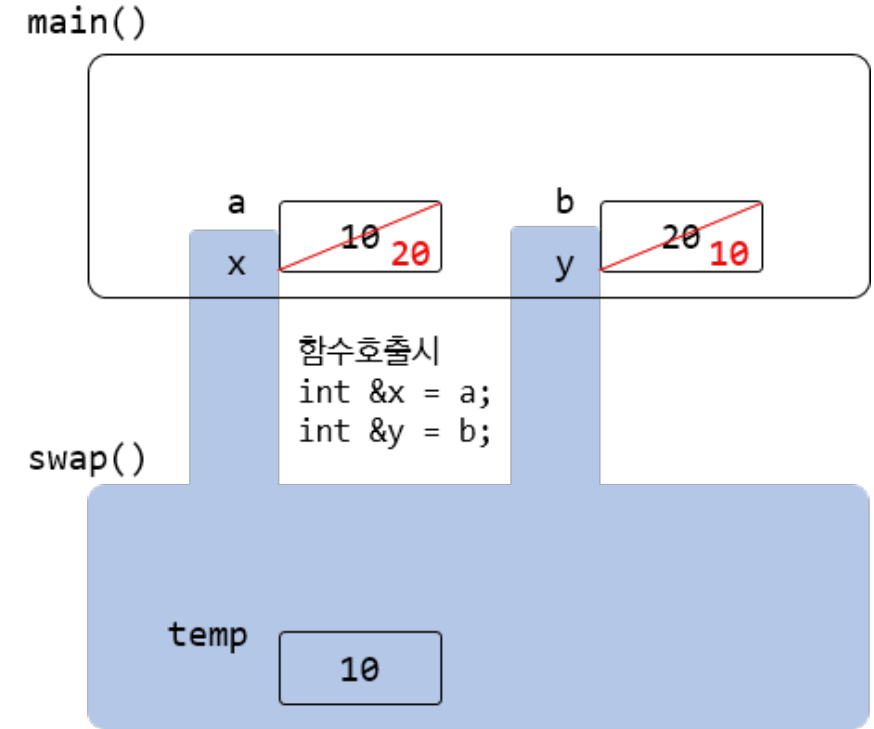 main()
a
10
20
b
20
10
x
y
함수호출시
int &x = a;
int &y = b;
swap()
temp
10